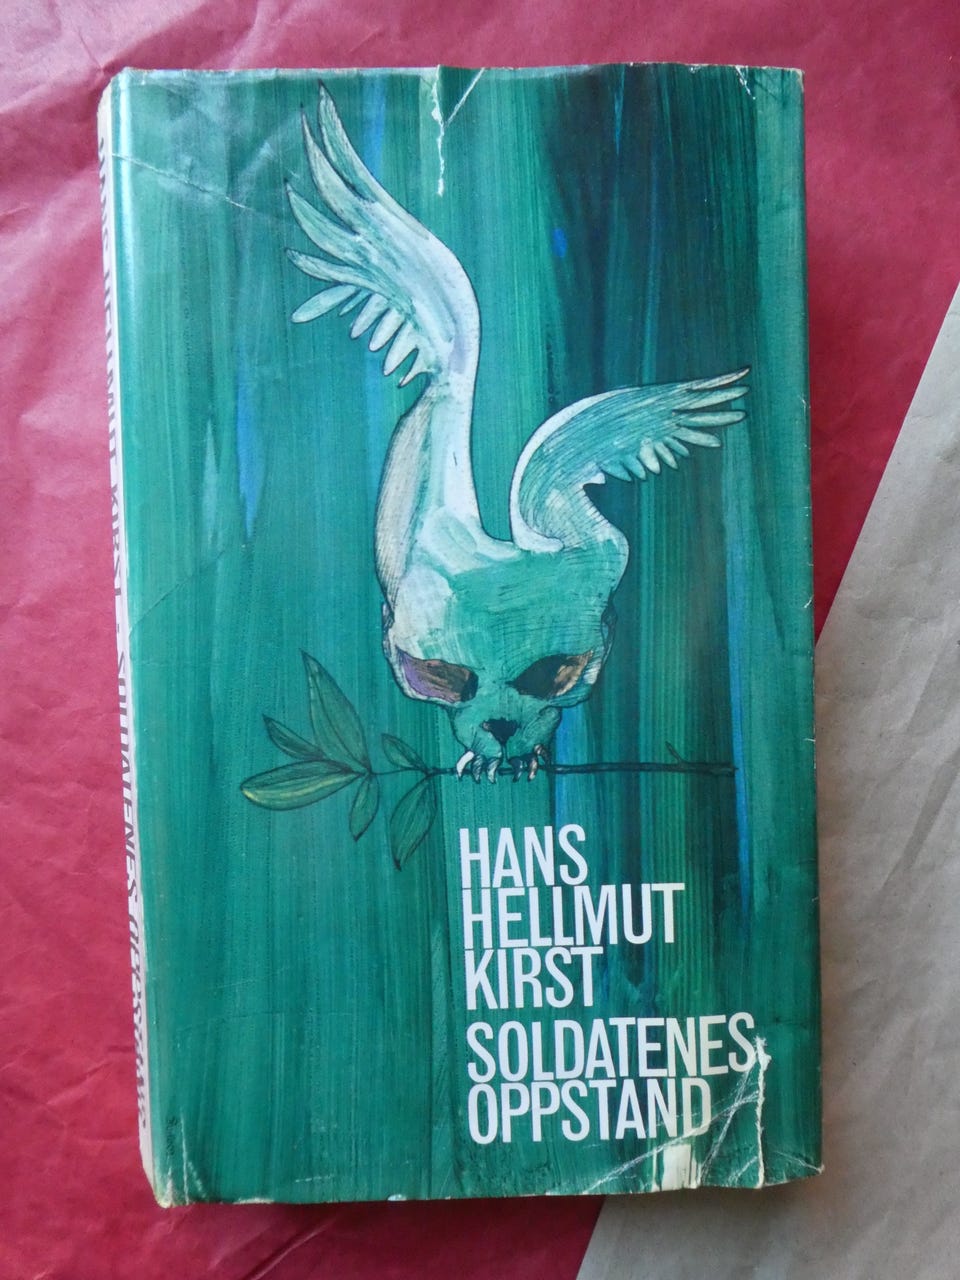 HANS
HELLMUT
KIRST
SOLDATENES
OPPSTAND